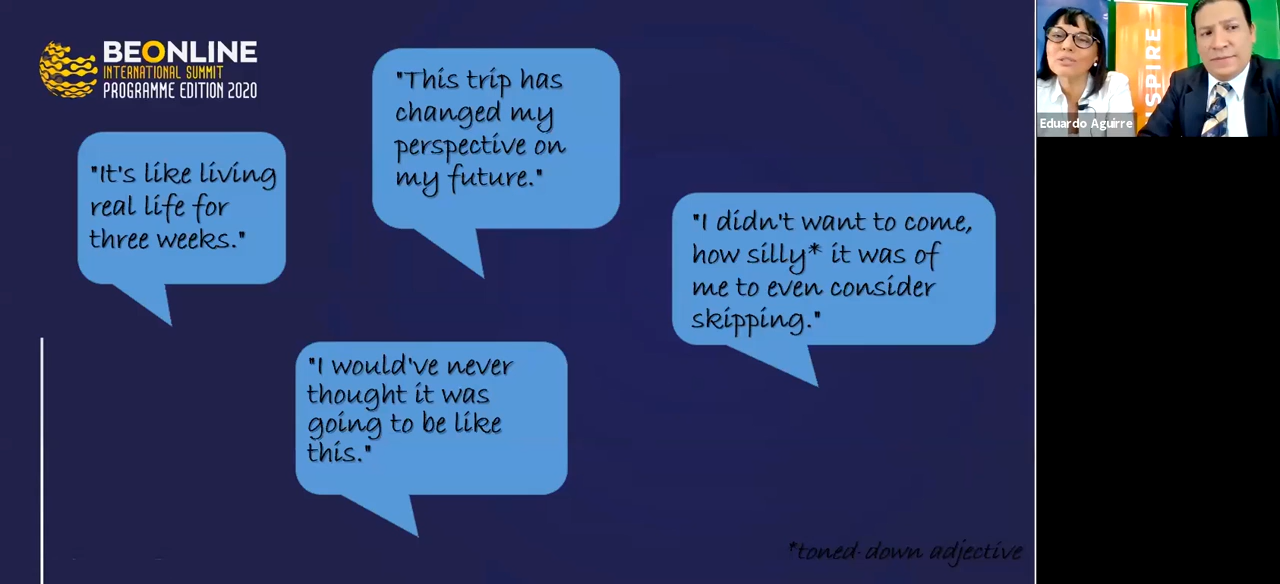 BEONLINE
INTERNATIONAL SUMMIT
PROGRAMME EDITION 2020
"This trip has
changed my
perspective on
my future."
"It's like living
real life for
three weeks."
"I didn't want to come,
how silly* it was of
me to even consider
skipping."
"I would've never
thought it was
going to be like
this."
*toned-down adjective
SPIRE
Eduardo Aguirre